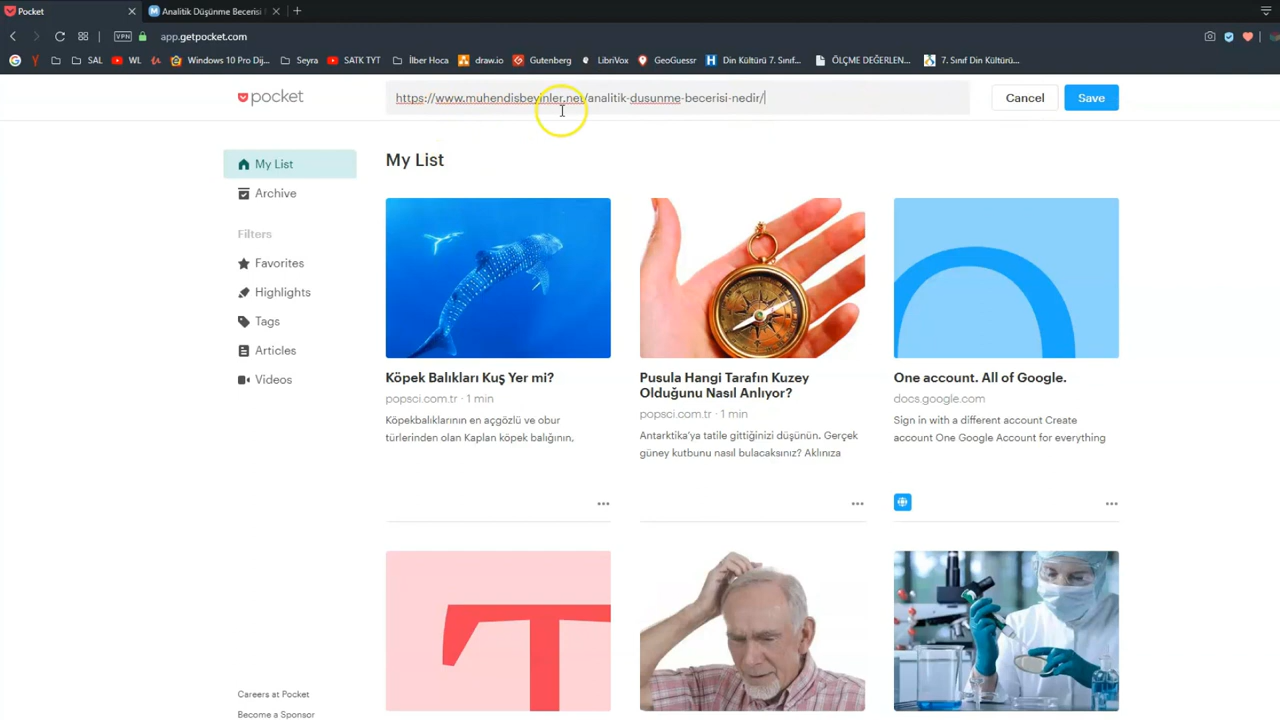 Pocket
Analitik Düşünme Becerisi
app.getpocket.com
VPN
SAL
WL
Windows 10 Pro Dij...
Seyra
SATK TYT
İlber Hoca
draw.io
Gutenberg
LibriVox
GeoGuessr
Din Kültürü 7. Sınıf...
ÖLÇME DEĞERLEN...
7. Sınıf Din Kültürü...
pocket
https://www.muhendisbeyinler.net/analitik-dusunme-becerisi-nedir/
Cancel
Save
My List
Archive
Filters
Favorites
Highlights
Tags
Articles
Videos
Careers at Pocket
Become a Sponsor
My List
Köpek Balıkları Kuş Yer mi?
popsci.com.tr · 1 min
Köpekbalıklarının en açgözlü ve obur
türlerinden olan Kaplan köpek balığının,
Pusula Hangi Tarafın Kuzey
Olduğunu Nasıl Anlıyor?
popsci.com.tr · 1 min
Antarktika'ya tatile gittiğinizi düşünün. Gerçek
güney kutbunu nasıl bulacaksınız? Aklınıza
One account. All of Google.
docs.google.com
Sign in with a different account Create
account One Google Account for everything